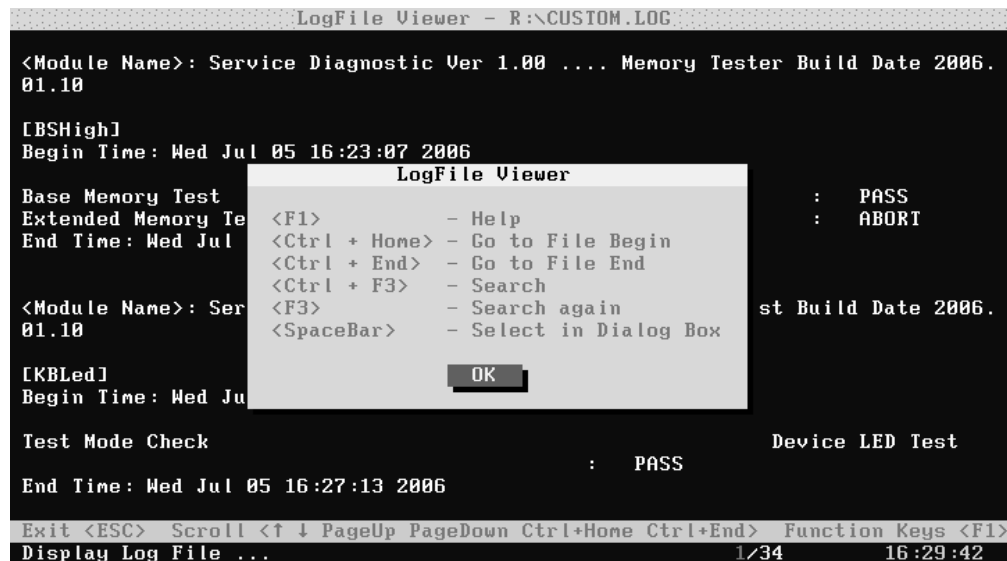 LogFile Viewer - R:\CUSTOM.LOG
<Module Name>: Service Diagnostic Ver 1.00 .... Memory Tester Build Date 2006.
01.10
[BSHigh]
Begin Time: Wed Jul 05 16:23:07 2006
Base Memory Test : PASS
Extended Memory Te : ABORT
End Time: Wed Jul
<Module Name>: Ser st Build Date 2006.
01.10
[KBLed]
Begin Time: Wed Ju
LogFile Viewer
<F1> - Help
<Ctrl + Home> - Go to File Begin
<Ctrl + End> - Go to File End
<Ctrl + F3> - Search
<F3> - Search again
<SpaceBar> - Select in Dialog Box
OK
Test Mode Check Device LED Test
: PASS
End Time: Wed Jul 05 16:27:13 2006
Exit <ESC> Scroll <↑ ↓ PageUp PageDown Ctrl+Home Ctrl+End> Function Keys <F1>
Display Log File ... 1/34 16:29:42